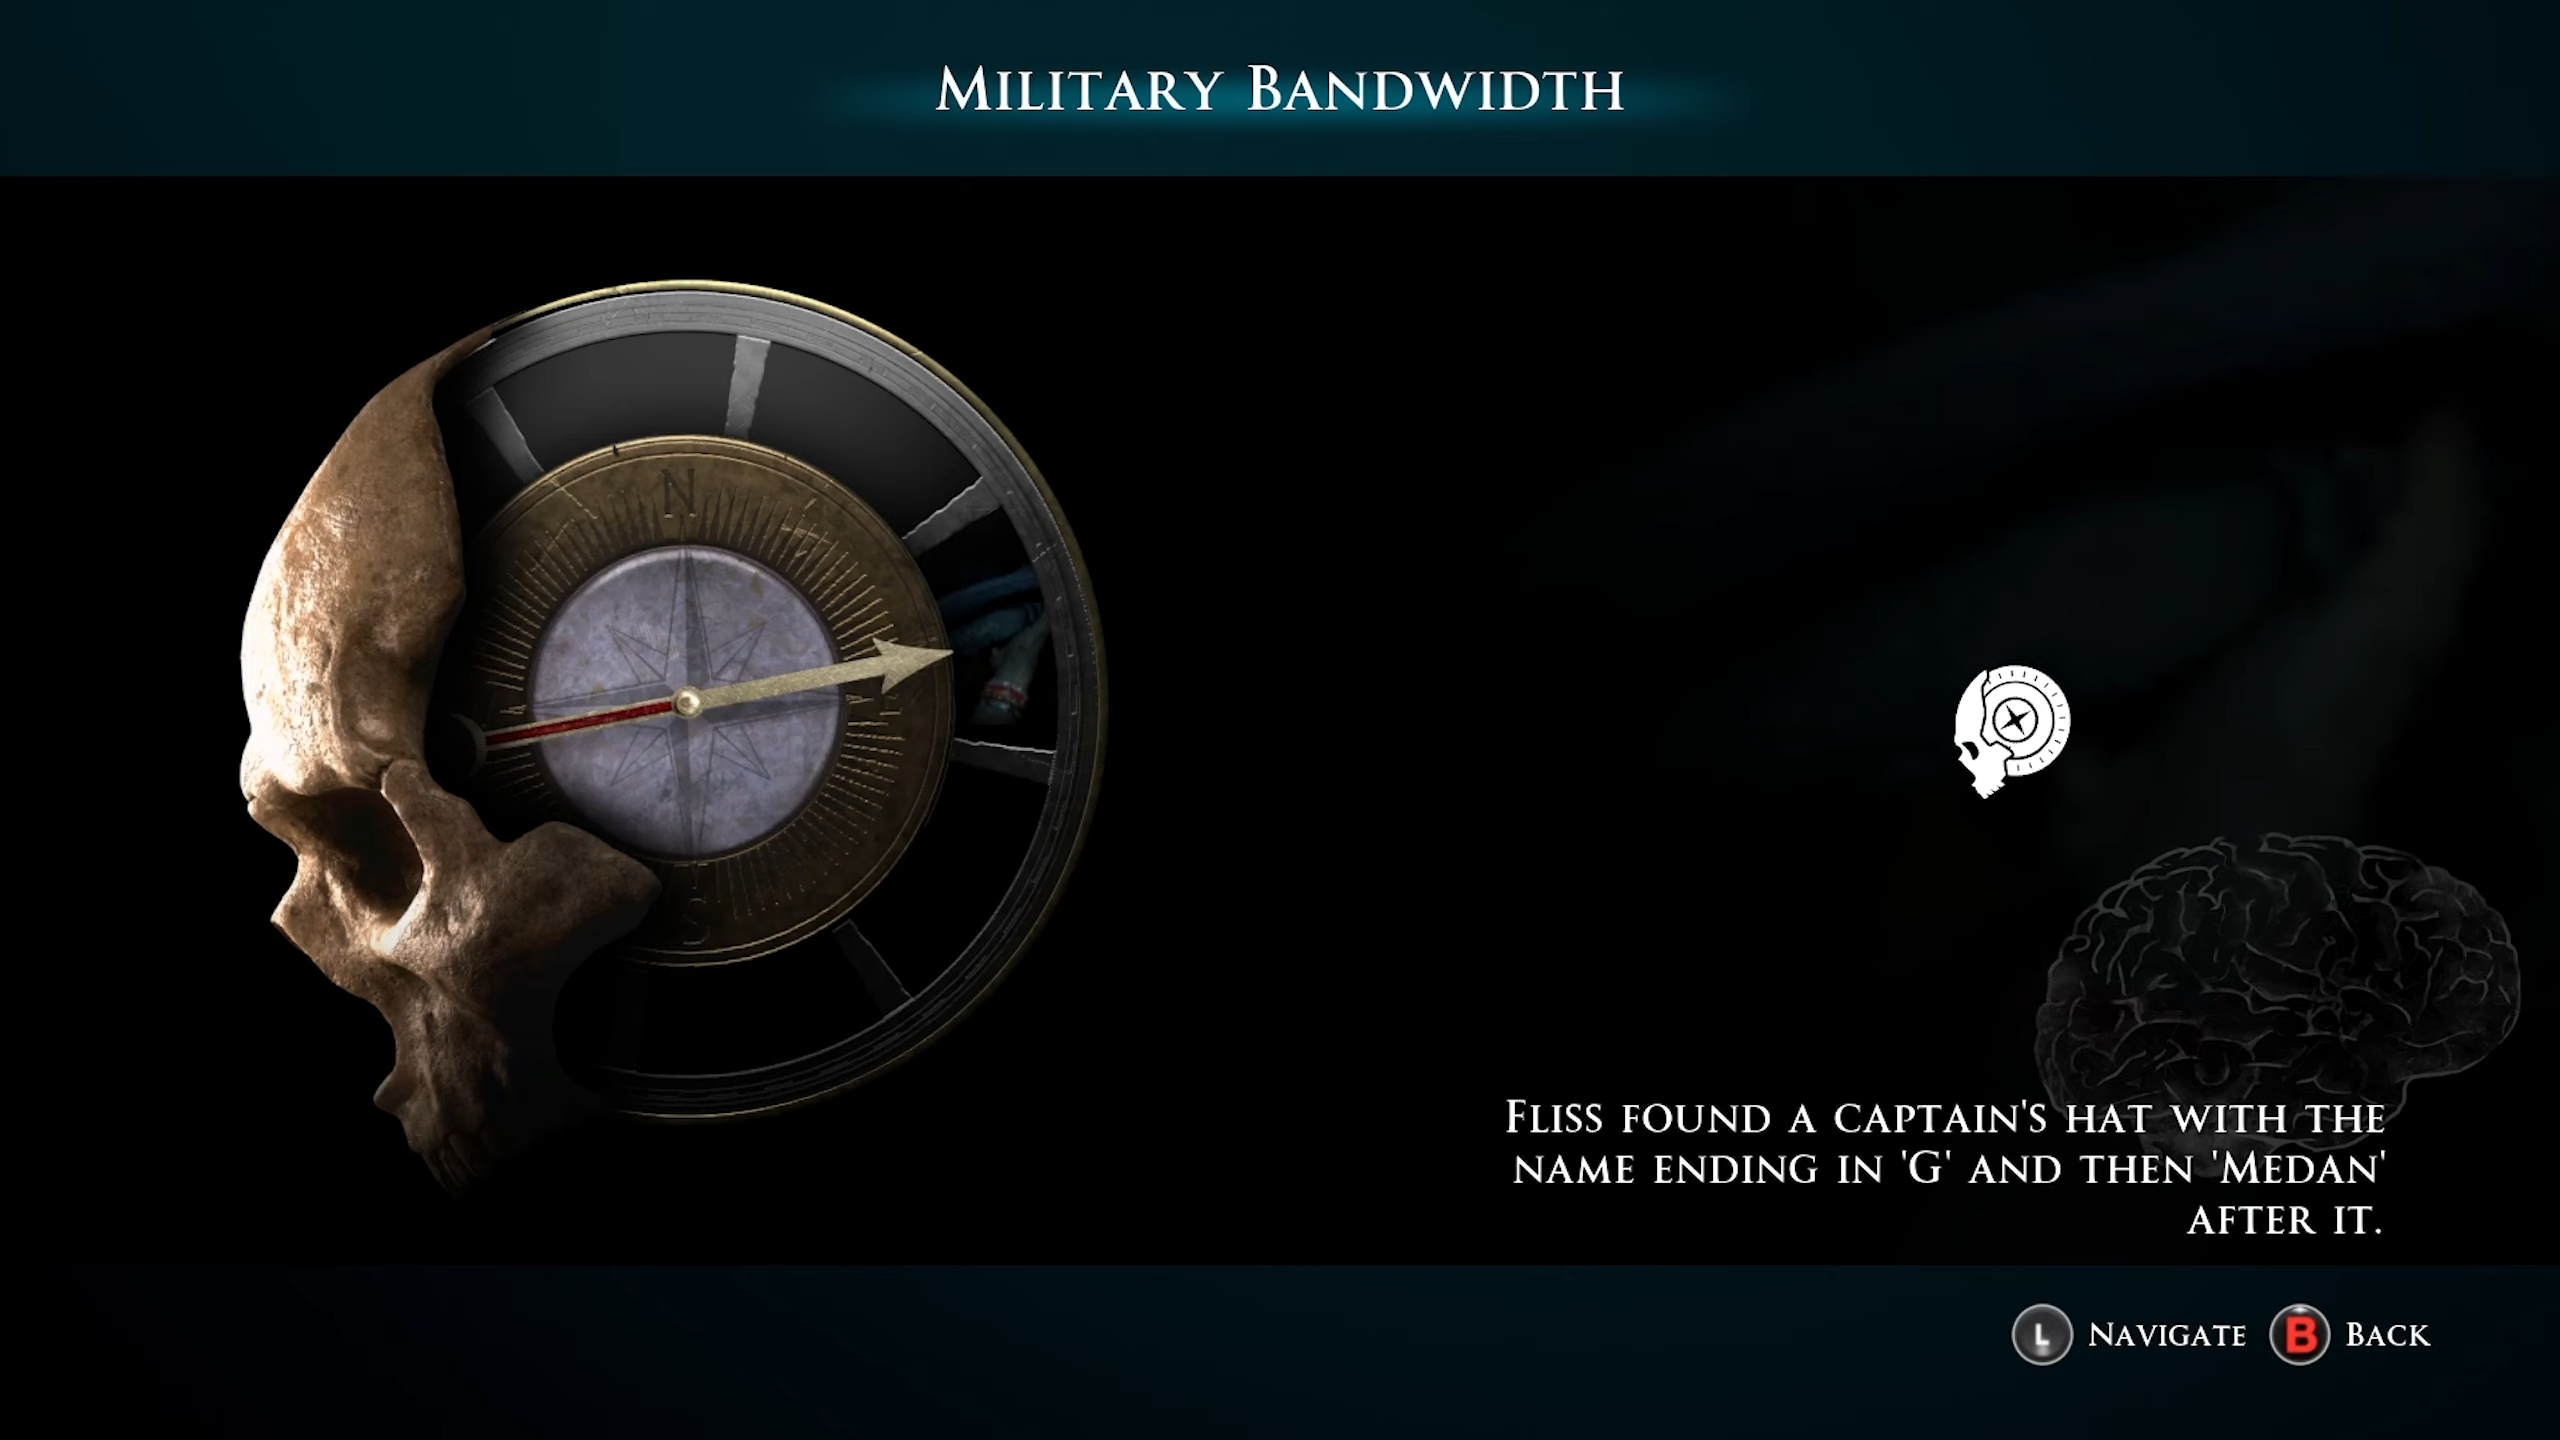 Military Bandwidth
N
S
Fliss found a captain's hat with the
name ending in 'G' and then 'Medan'
after it.
L Navigate B Back